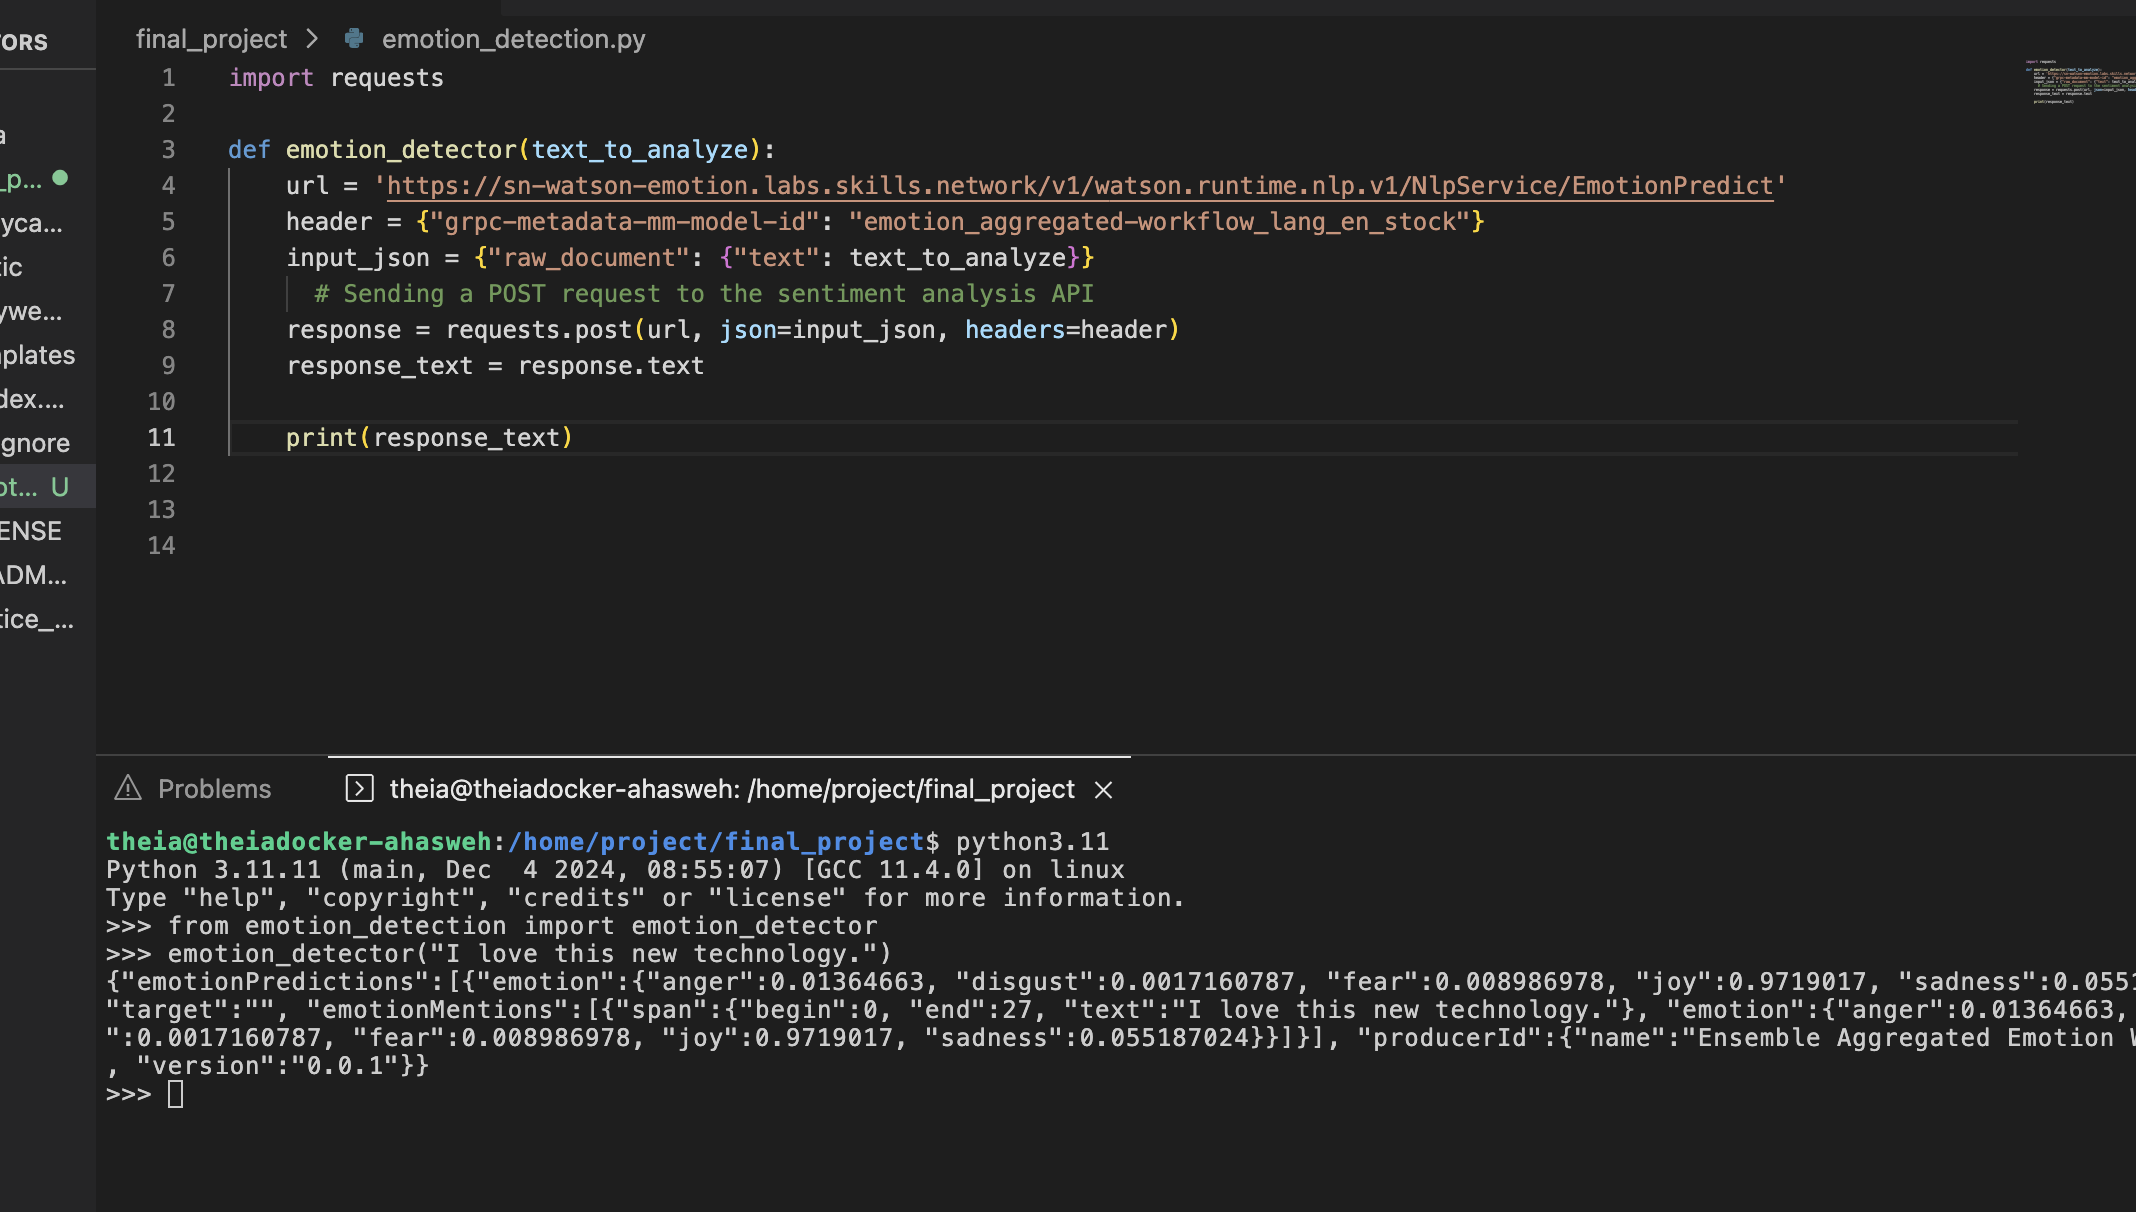 ORS
final_project > emotion_detection.py
1 import requests
2
3 def emotion_detector(text_to_analyze):
4 url = 'https://sn-watson-emotion.labs.skills.network/v1/watson.runtime.nlp.v1/NlpService/EmotionPredict'
5 header = {"grpc-metadata-mm-model-id": "emotion_aggregated-workflow_lang_en_stock"}
6 input_json = {"raw_document": {"text": text_to_analyze}}
7 # Sending a POST request to the sentiment analysis API
8 response = requests.post(url, json=input_json, headers=header)
9 response_text = response.text
10
11 print(response_text)
12
13
14
a
_p...
yca...
tic
ywe...
plates
dex....
gnore
ot... U
ENSE
ADM...
tice_...
Problems
theia@theiadocker-ahasweh: /home/project/final_project ×
theia@theiadocker-ahasweh:/home/project/final_project$ python3.11
Python 3.11.11 (main, Dec  4 2024, 08:55:07) [GCC 11.4.0] on linux
Type "help", "copyright", "credits" or "license" for more information.
>>> from emotion_detection import emotion_detector
>>> emotion_detector("I love this new technology.")
{"emotionPredictions":[{"emotion":{"anger":0.01364663, "disgust":0.0017160787, "fear":0.008986978, "joy":0.9719017, "sadness":0.0551
"target":"", "emotionMentions":[{"span":{"begin":0, "end":27, "text":"I love this new technology."}, "emotion":{"anger":0.01364663,
":0.0017160787, "fear":0.008986978, "joy":0.9719017, "sadness":0.055187024}}]}], "producerId":{"name":"Ensemble Aggregated Emotion
, "version":"0.0.1"}}
>>>